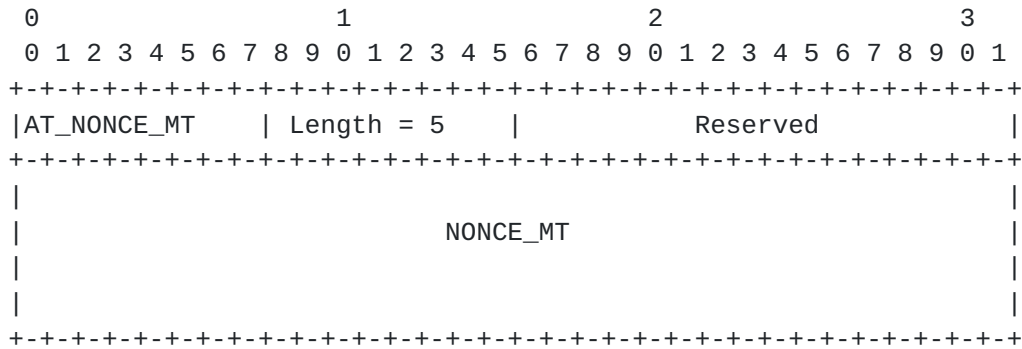 0                   1                   2                   3
 0 1 2 3 4 5 6 7 8 9 0 1 2 3 4 5 6 7 8 9 0 1 2 3 4 5 6 7 8 9 0 1
+-+-+-+-+-+-+-+-+-+-+-+-+-+-+-+-+-+-+-+-+-+-+-+-+-+-+-+-+-+-+-+-+
|AT_NONCE_MT    | Length = 5    |           Reserved            |
+-+-+-+-+-+-+-+-+-+-+-+-+-+-+-+-+-+-+-+-+-+-+-+-+-+-+-+-+-+-+-+-+
|                                                               |
|                           NONCE_MT                            |
|                                                               |
|                                                               |
+-+-+-+-+-+-+-+-+-+-+-+-+-+-+-+-+-+-+-+-+-+-+-+-+-+-+-+-+-+-+-+-+